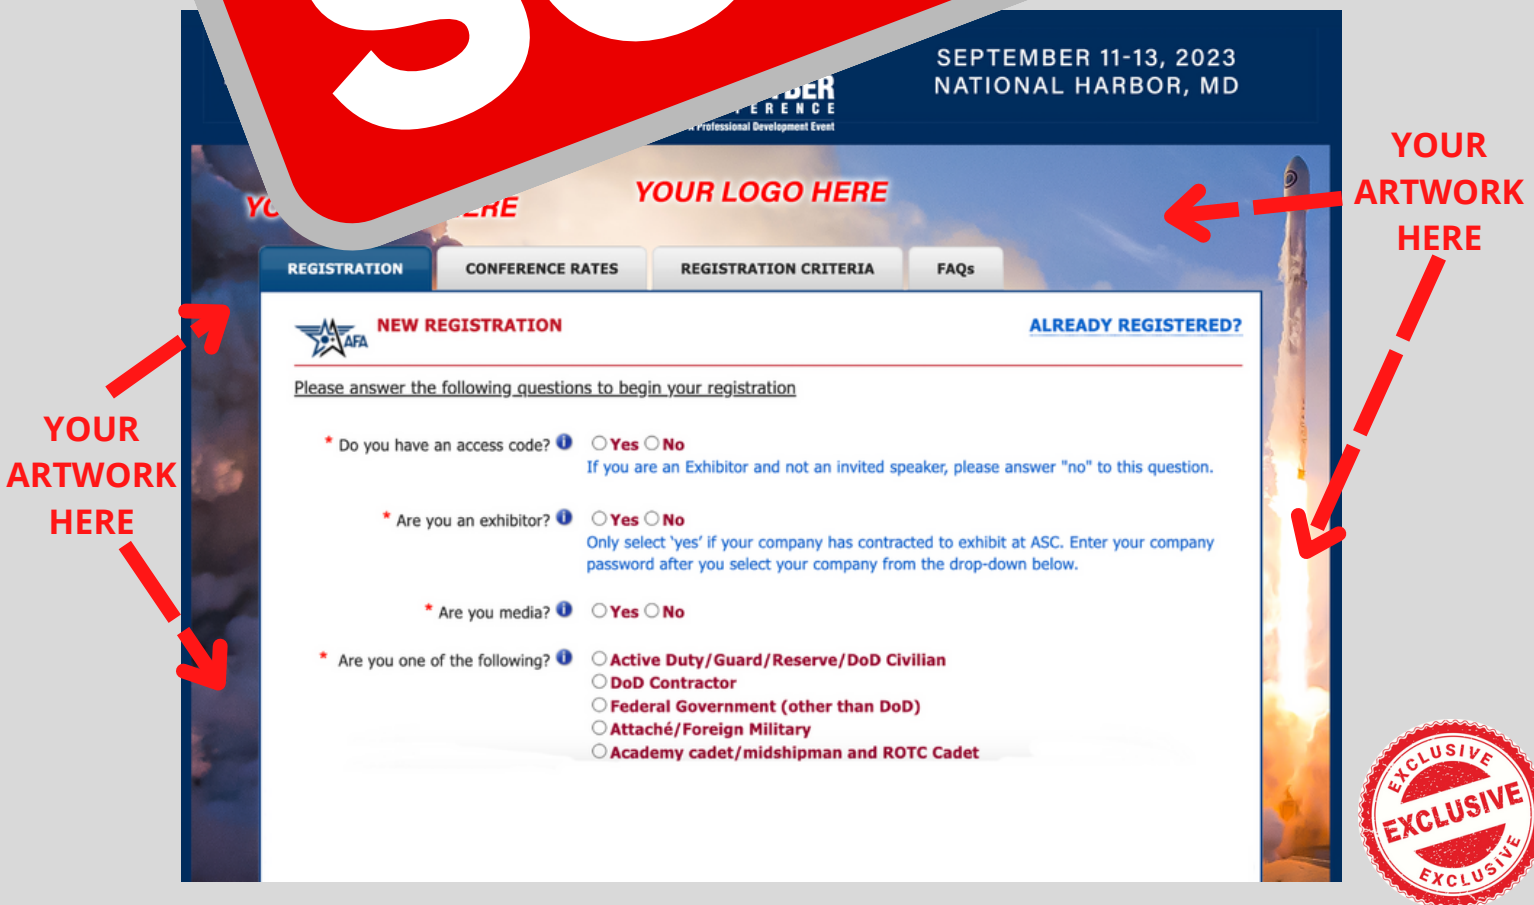 SEPTEMBER 11-13, 2023
NATIONAL HARBOR, MD
Professional Development Event
YOUR LOGO HERE
YOUR
ARTWORK
HERE
REGISTRATION
CONFERENCE RATES
REGISTRATION CRITERIA
FAQs
AFA
NEW REGISTRATION
ALREADY REGISTERED?
Please answer the following questions to begin your registration
* Do you have an access code? Yes No
If you are an Exhibitor and not an invited speaker, please answer "no" to this question.
YOUR
ARTWORK
HERE
* Are you an exhibitor? Yes No
Only select ‘yes’ if your company has contracted to exhibit at ASC. Enter your company
password after you select your company from the drop-down below.
* Are you media? Yes No
* Are you one of the following? Active Duty/Guard/Reserve/DoD Civilian
DoD Contractor
Federal Government (other than DoD)
Attaché/Foreign Military
Academy cadet/midshipman and ROTC Cadet
EXCLUSIVE
EXCLUSIVE
EXCLUSIVE